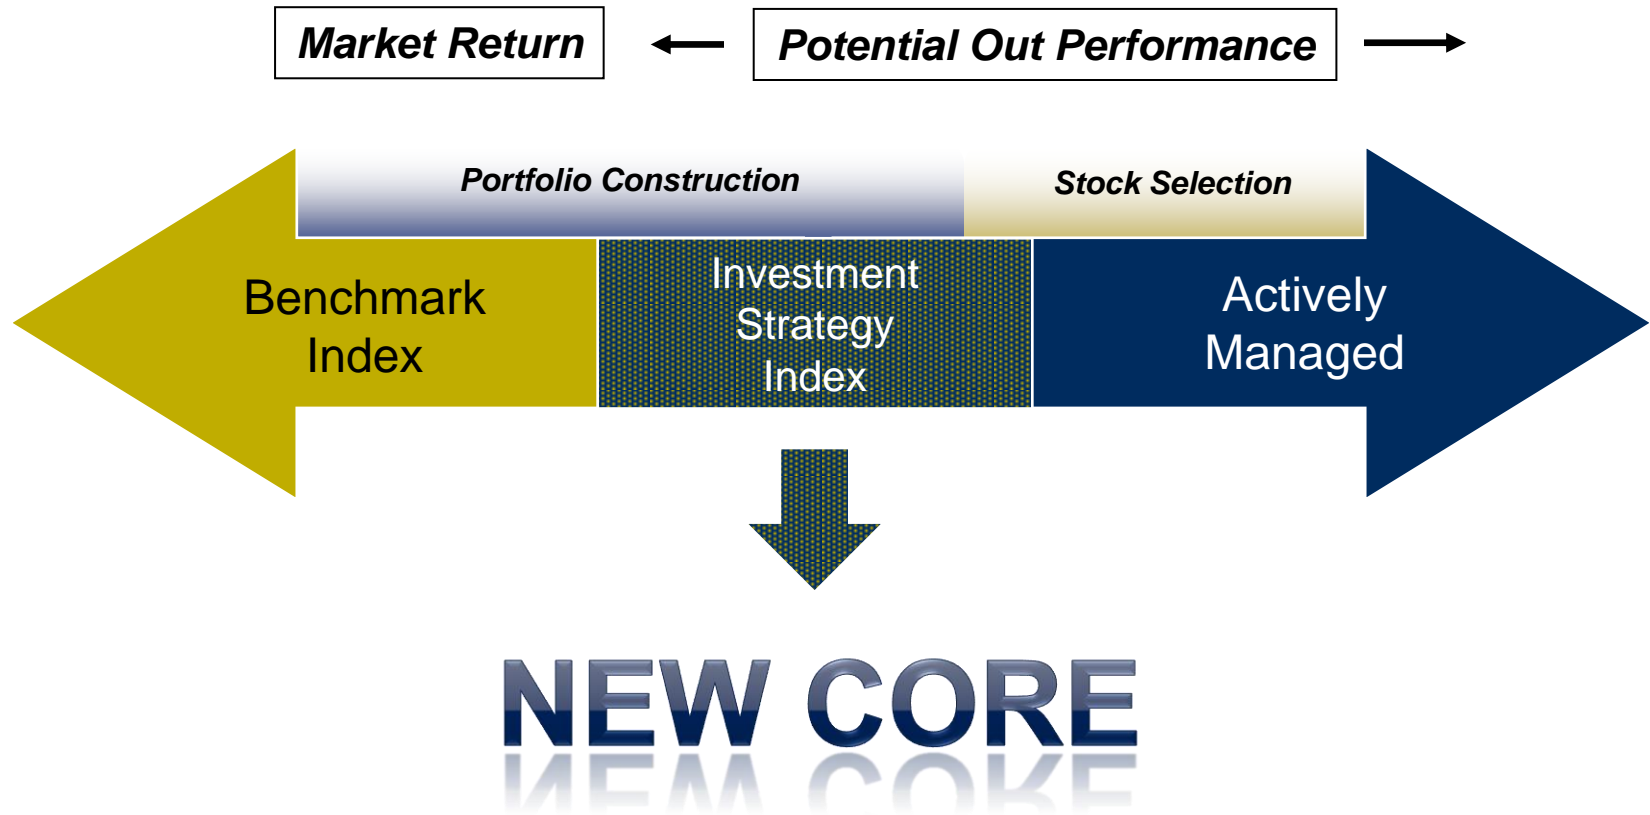 Market Return
Potential Out Performance
Portfolio Construction
Stock Selection
Benchmark
Index
Investment
Strategy
Index
Actively
Managed
NEW CORE